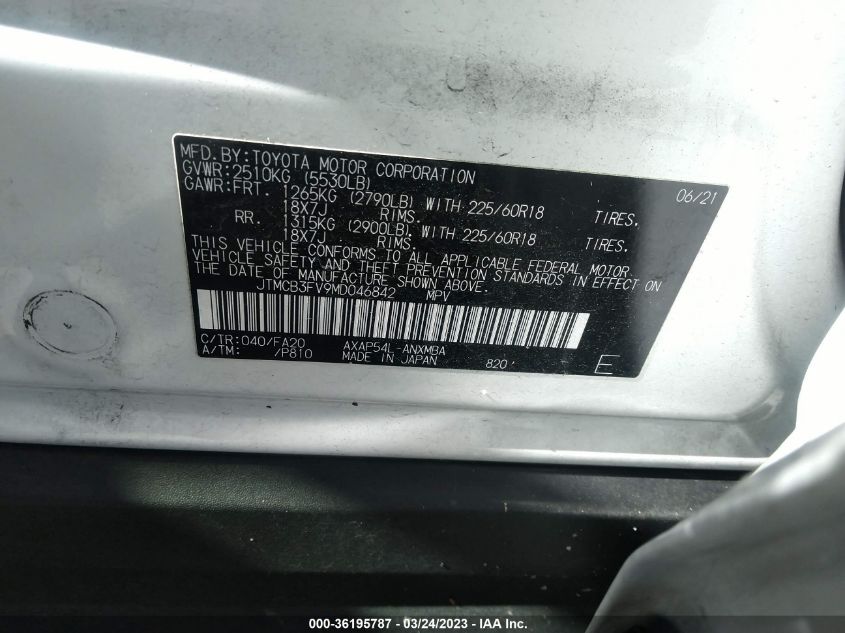 MFD.BY:TOYOTA MOTOR CORPORATION 06/21
GVWR:2510KG (5530LB)
GAWR:FRT. 1265KG (2790LB) WITH 225/60R18 TIRES.
18X7J RIMS.
RR. 1315KG (2900LB) WITH 225/60R18 TIRES.
18X7J RIMS.
THIS VEHICLE CONFORMS TO ALL APPLICABLE FEDERAL MOTOR
VEHICLE SAFETY AND THEFT PREVENTION STANDARDS IN EFFECT ON
THE DATE OF MANUFACTURE SHOWN ABOVE.
JTMCB3FV9MD046842 MPV
C/TR:040/FA20 AXAP54L-ANXMBA
A/TM: /P810 MADE IN JAPAN 820 E
000-36195787 - 03/24/2023 - IAA Inc.